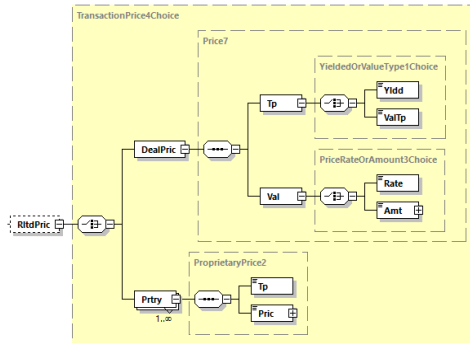 TransactionPrice4Choice
Price7
YieldedOrValueType1Choice
Yldd
Tp
ValTp
DealPric
PriceRateOrAmount3Choice
Rate
Val
Amt
RltdPric
ProprietaryPrice2
Tp
Prtry
Pric
1..∞